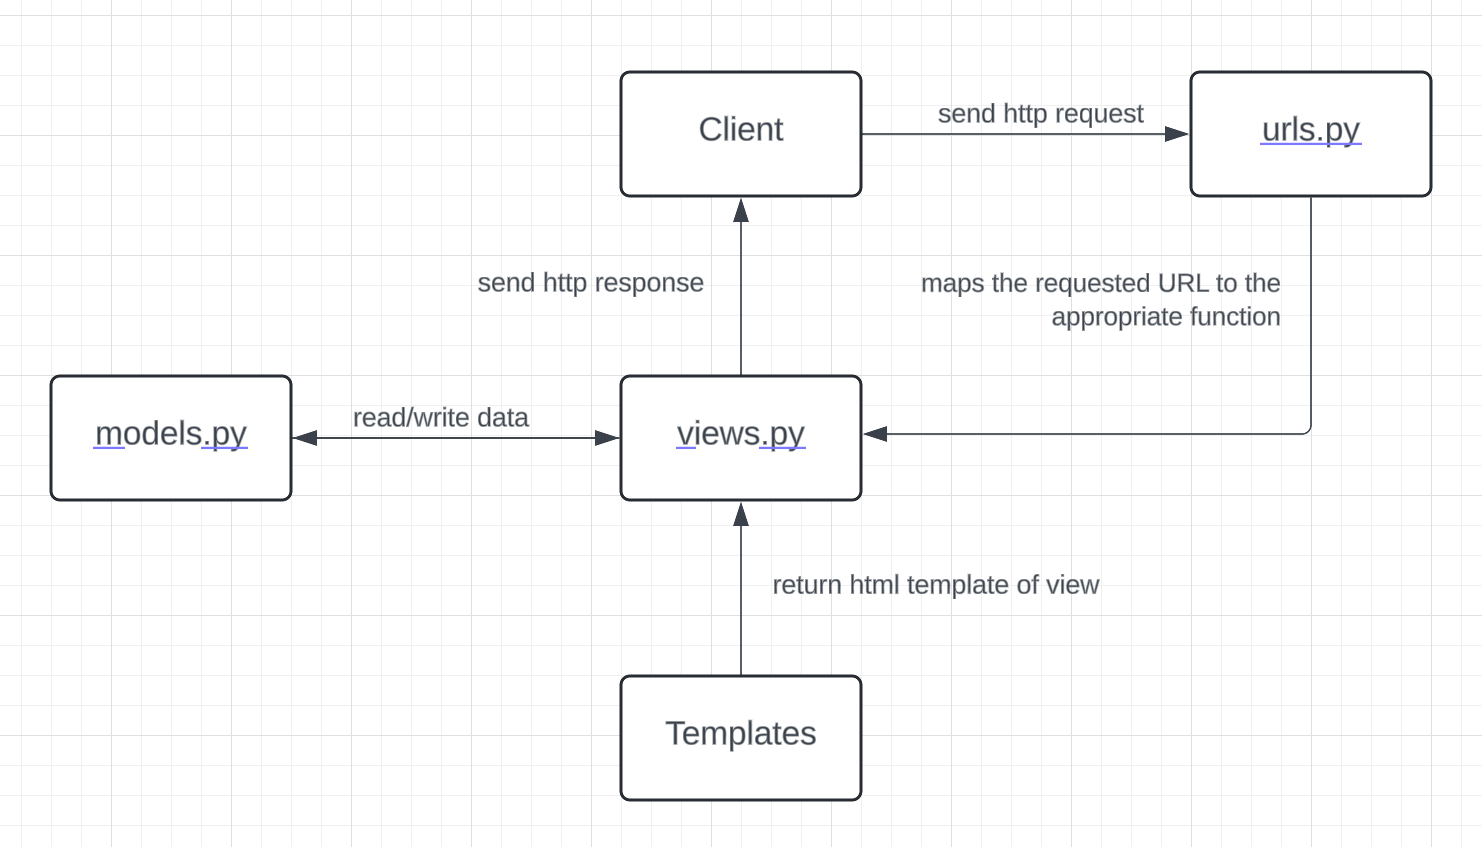 Client
send http request
urls.py
send http response
maps the requested URL to the
appropriate function
models.py
read/write data
views.py
return html template of view
Templates